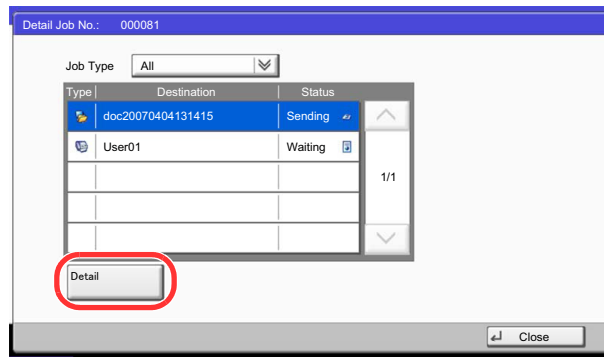 Detail Job No.: 000081
Job Type All
Type Destination Status
doc20070404131415 Sending
User01 Waiting
1/1
Detail
Close